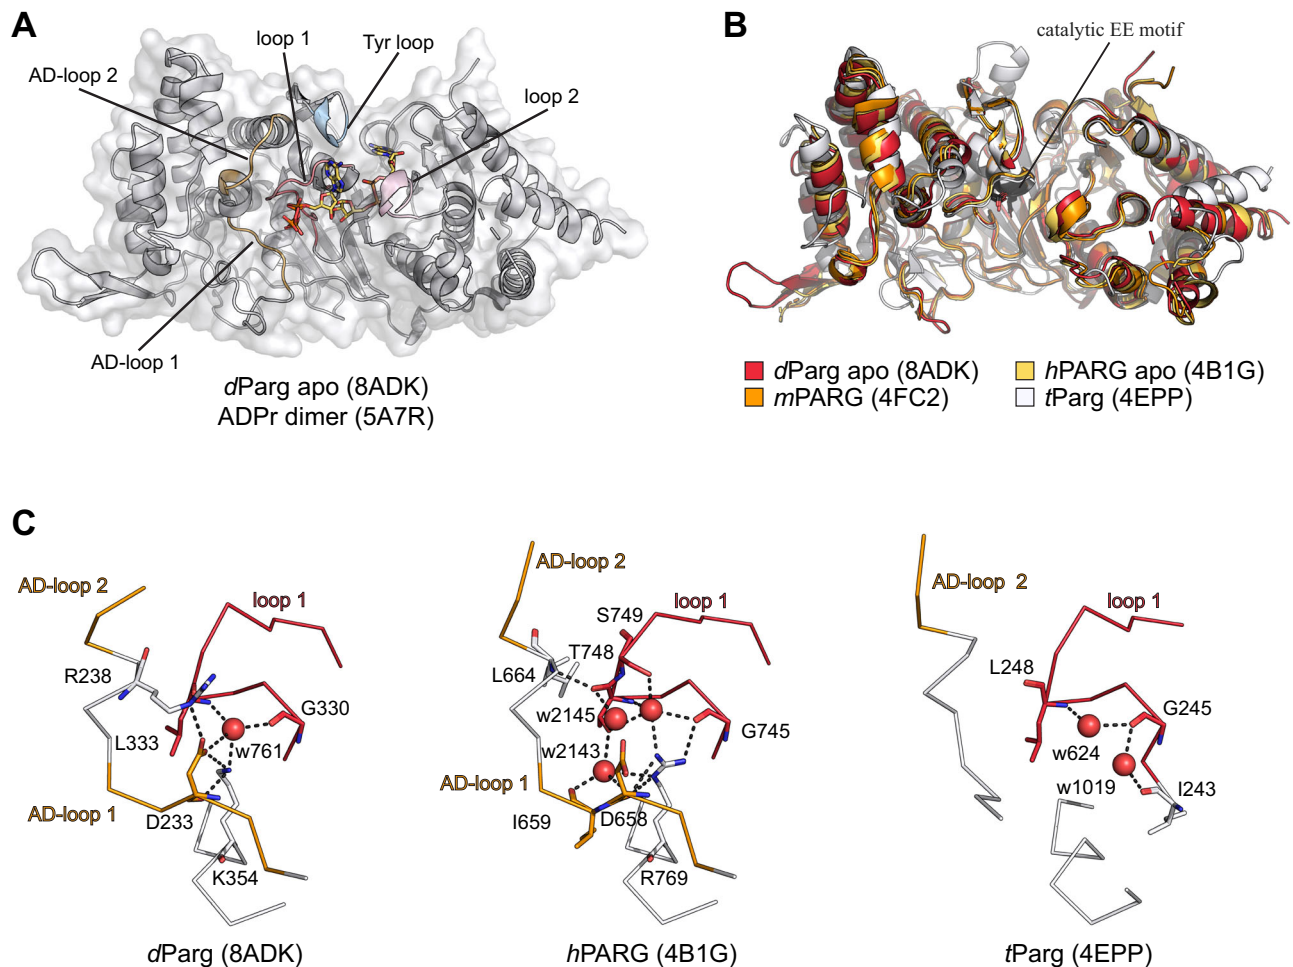 A
loop 1
Tyr loop
AD-loop 2
loop 2
AD-loop 1
dParg apo (8ADK)
ADPr dimer (5A7R)
B
catalytic EE motif
dParg apo (8ADK)
hPARG apo (4B1G)
mPARG (4FC2)
tParg (4EPP)
C
AD-loop 2
loop 1
R238
G330
L333
w761
AD-loop 1
D233
K354
dParg (8ADK)
AD-loop 2
S749
loop 1
T748
L664
w2145
G745
w2143
AD-loop 1
I659
D658
R769
hPARG (4B1G)
AD-loop 2
loop 1
L248
G245
w624
w1019
I243
tParg (4EPP)